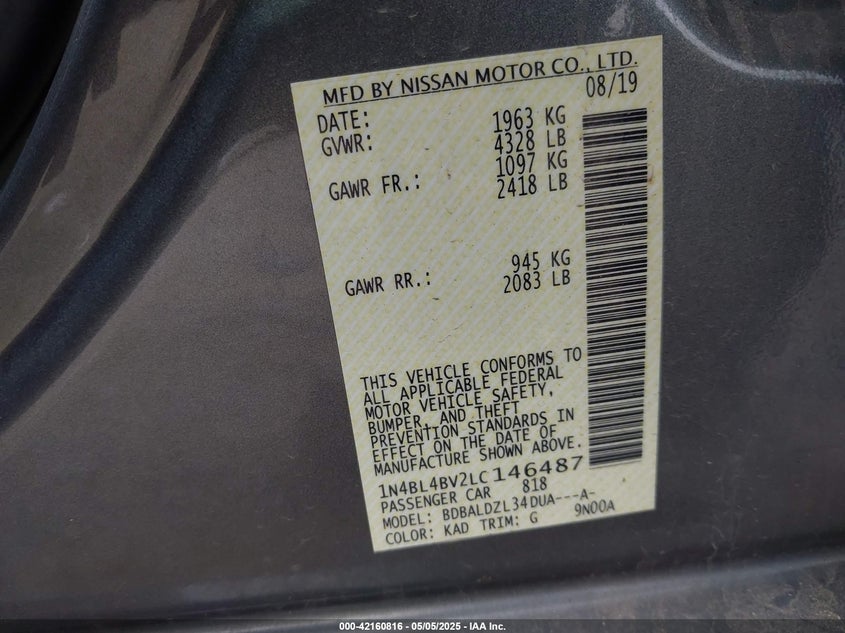 MFD BY NISSAN MOTOR CO., LTD.
DATE: 08/19
GVWR: 1963 KG
4328 LB
GAWR FR.: 1097 KG
2418 LB
GAWR RR.: 945 KG
2083 LB
THIS VEHICLE CONFORMS TO
ALL APPLICABLE FEDERAL
MOTOR VEHICLE SAFETY,
BUMPER, AND THEFT
PREVENTION STANDARDS IN
EFFECT ON THE DATE OF
MANUFACTURE SHOWN ABOVE.
1N4BL4BV2LC146487
PASSENGER CAR 818
MODEL: BDBALDZL34DUA---A-
COLOR: KAD TRIM: G 9N00A
000-42160816 - 05/05/2025 - IAA Inc.